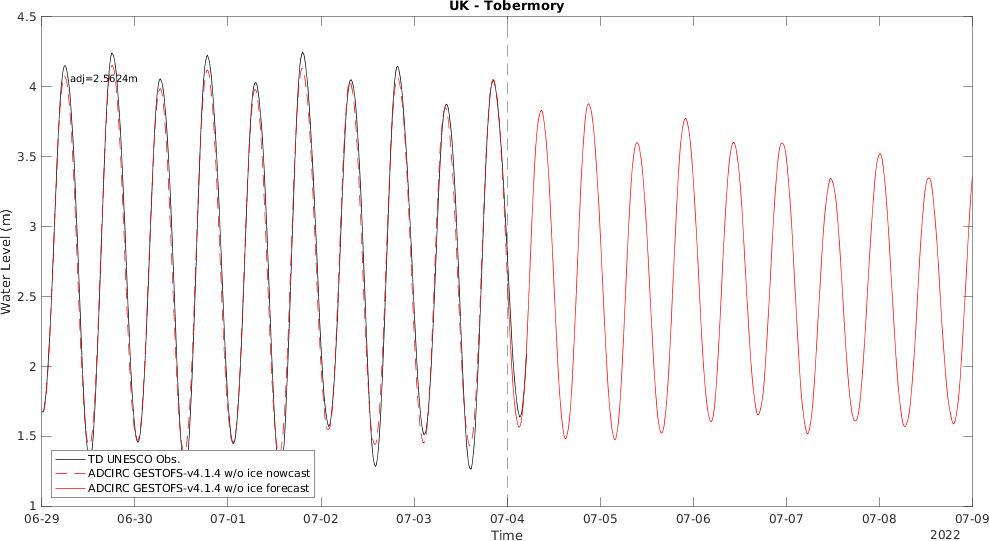 UK - Tobermory
4.5
adj=2.5624m
4
3.5
3
2.5
2
1.5
1
Water Level (m)
TD UNESCO Obs.
ADCIRC GESTOFS-v4.1.4 w/o ice nowcast
ADCIRC GESTOFS-v4.1.4 w/o ice forecast
06-29 06-30 07-01 07-02 07-03 07-04 07-05 07-06 07-07 07-08 07-09
Time
2022